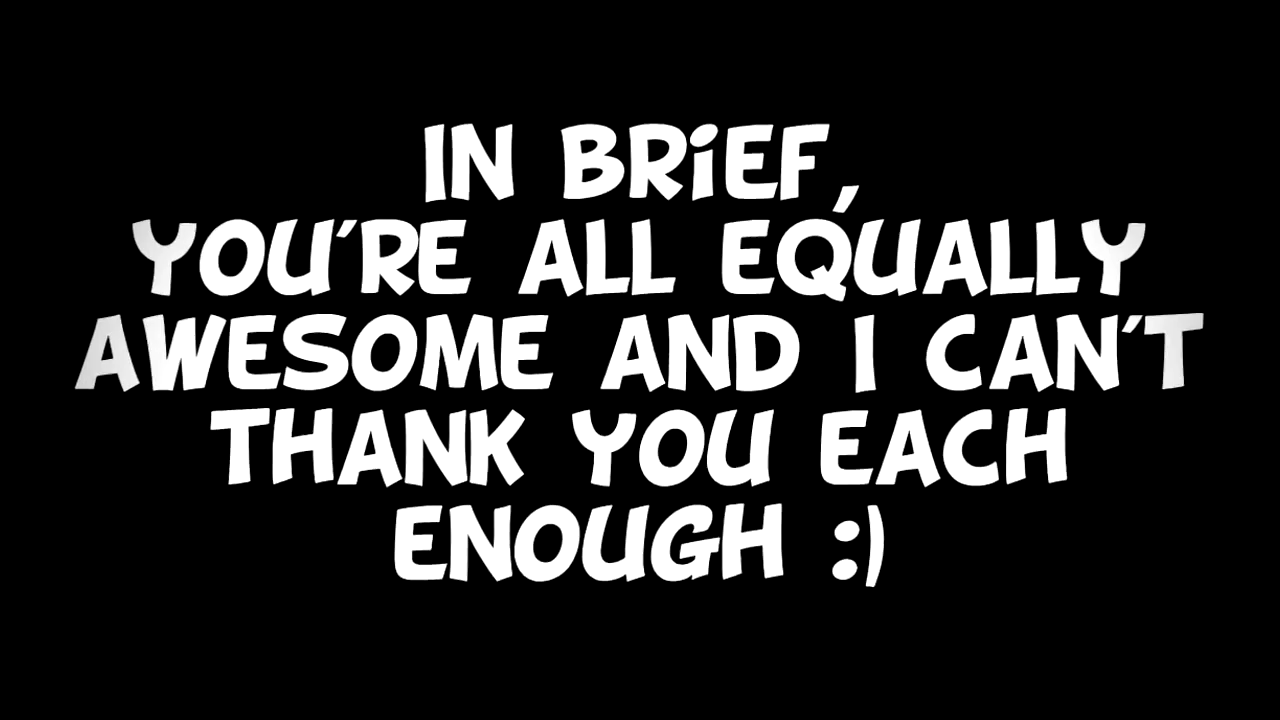 IN BRiEF,
YOU'RE ALL EQUALLY
AWESOME AND I CAN'T
THANK YOU EACH
ENOUGH :)